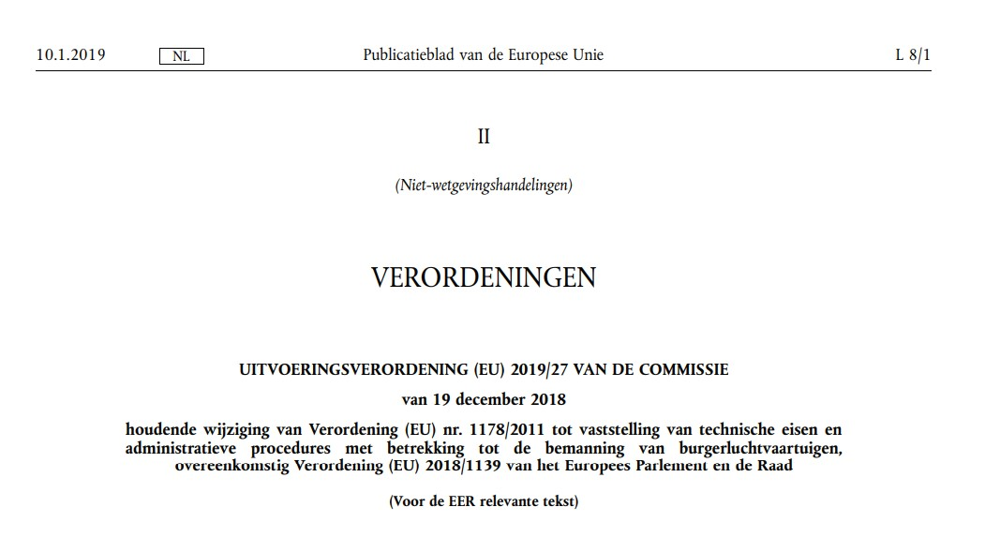 10.1.2019 NL Publicatieblad van de Europese Unie L 8/1
II
(Niet-wetgevingshandelingen)
VERORDENINGEN
UITVOERINGSVERORDENING (EU) 2019/27 VAN DE COMMISSIE
van 19 december 2018
houdende wijziging van Verordening (EU) nr. 1178/2011 tot vaststelling van technische eisen en
administratieve procedures met betrekking tot de bemanning van burgerluchtvaartuigen,
overeenkomstig Verordening (EU) 2018/1139 van het Europees Parlement en de Raad
(Voor de EER relevante tekst)